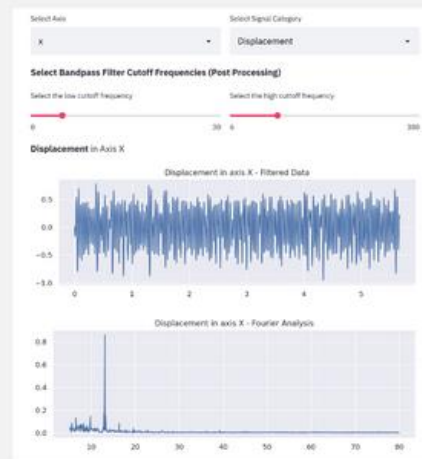 Select Axis
Select Signal Category
X
Displacement
Select Bandpass Filter Cutoff Frequencies (Post Processing)
Select the low cuttoff frequency
Select the high cuttoff frequency
0 30
6 300
Displacement in Axis X
Displacement in axis X - Filtered Data
0.5
0.0
−0.5
−1.0
0 1 2 3 4 5
Displacement in axis X - Fourier Analysis
0.8
0.6
0.4
0.2
0.0
10 20 30 40 50 60 70 80